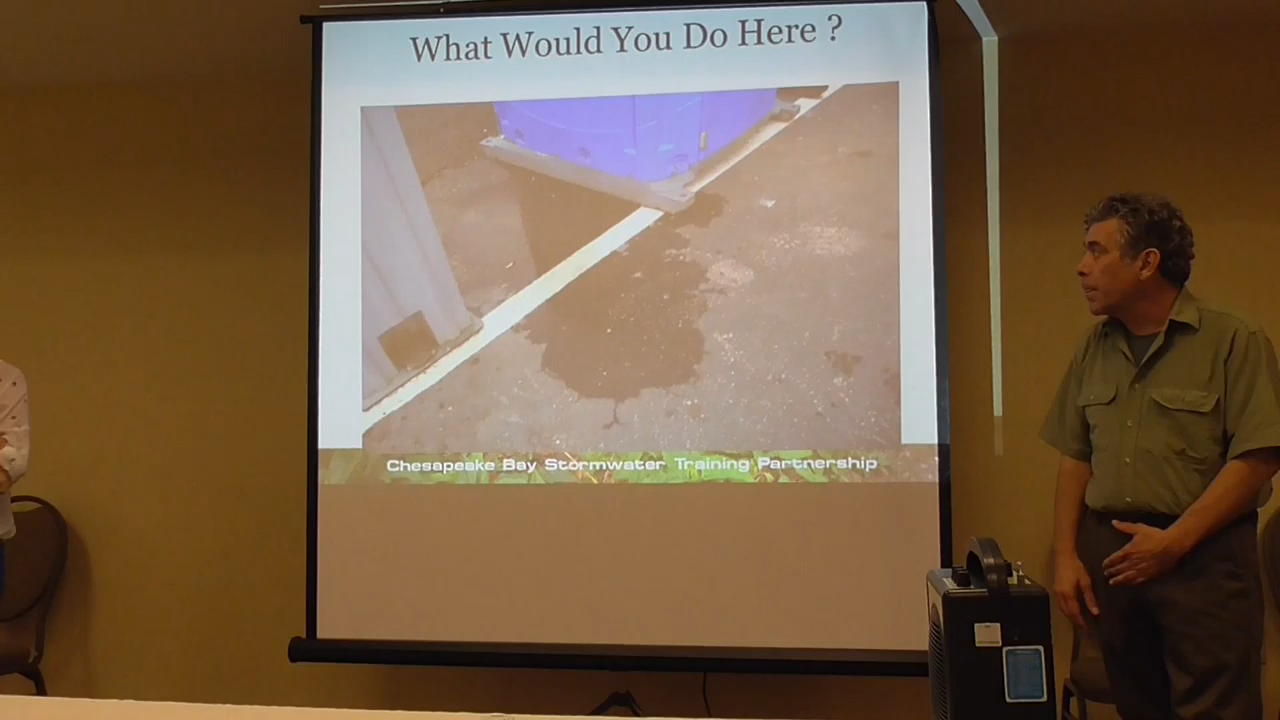 What Would You Do Here ?
Chesapeake Bay Stormwater Training Partnership